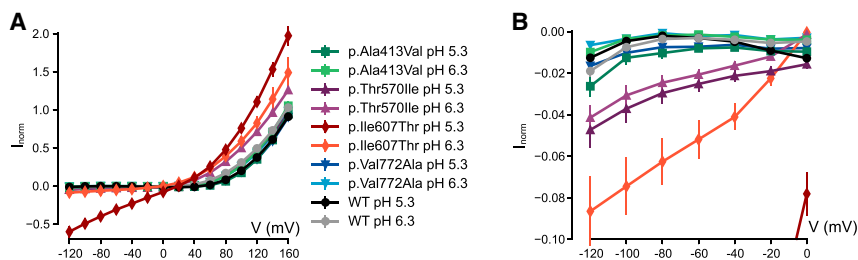 A
2.0
1.5
1.0
0.5
0.0
-0.5
Inorm
V (mV)
-120
-80
-40
0
40
80
120
160
p.Ala413Val pH 5.3
p.Ala413Val pH 6.3
p.Thr570Ile pH 5.3
p.Thr570Ile pH 6.3
p.Ile607Thr pH 5.3
p.Ile607Thr pH 6.3
p.Val772Ala pH 5.3
p.Val772Ala pH 6.3
WT pH 5.3
WT pH 6.3
B
0.00
-0.02
-0.04
-0.06
-0.08
-0.10
Inorm
V (mV)
-120
-100
-80
-60
-40
-20
0